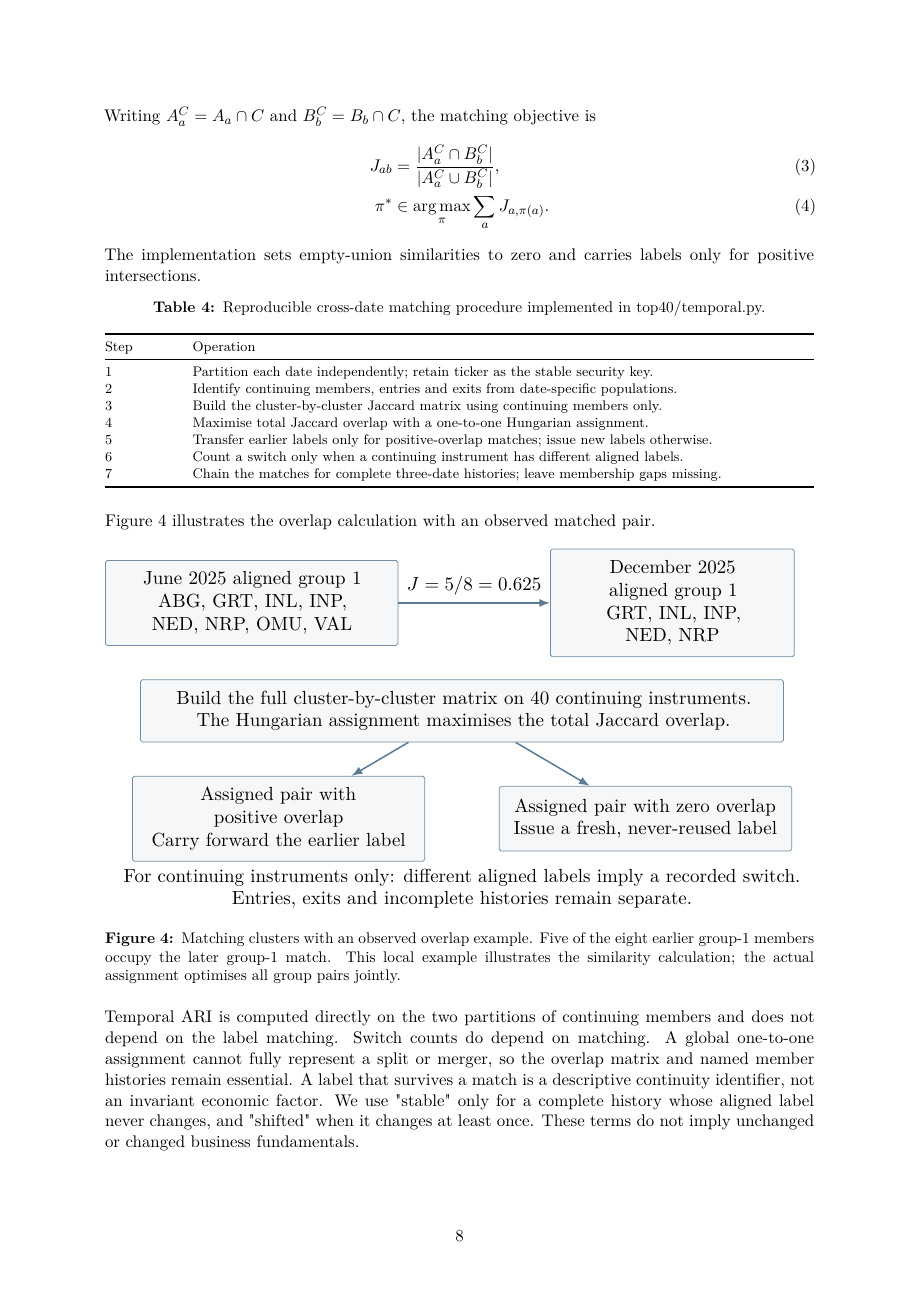 Writing A_a^C = A_a ∩ C and B_b^C = B_b ∩ C, the matching objective is
J_{ab} = |A_a^C ∩ B_b^C| / |A_a^C ∪ B_b^C|, (3)
π* ∈ arg max_π ∑_a J_{a,π(a)}. (4)
The implementation sets empty-union similarities to zero and carries labels only for positive
intersections.
Table 4: Reproducible cross-date matching procedure implemented in top40/temporal.py.
Step Operation
1 Partition each date independently; retain ticker as the stable security key.
2 Identify continuing members, entries and exits from date-specific populations.
3 Build the cluster-by-cluster Jaccard matrix using continuing members only.
4 Maximise total Jaccard overlap with a one-to-one Hungarian assignment.
5 Transfer earlier labels only for positive-overlap matches; issue new labels otherwise.
6 Count a switch only when a continuing instrument has different aligned labels.
7 Chain the matches for complete three-date histories; leave membership gaps missing.
Figure 4 illustrates the overlap calculation with an observed matched pair.
June 2025 aligned group 1
ABG, GRT, INL, INP,
NED, NRP, OMU, VAL
J = 5/8 = 0.625
December 2025
aligned group 1
GRT, INL, INP,
NED, NRP
Build the full cluster-by-cluster matrix on 40 continuing instruments.
The Hungarian assignment maximises the total Jaccard overlap.
Assigned pair with
positive overlap
Carry forward the earlier label
Assigned pair with zero overlap
Issue a fresh, never-reused label
For continuing instruments only: different aligned labels imply a recorded switch.
Entries, exits and incomplete histories remain separate.
Figure 4: Matching clusters with an observed overlap example. Five of the eight earlier group-1 members
occupy the later group-1 match. This local example illustrates the similarity calculation; the actual
assignment optimises all group pairs jointly.
Temporal ARI is computed directly on the two partitions of continuing members and does not
depend on the label matching. Switch counts do depend on matching. A global one-to-one
assignment cannot fully represent a split or merger, so the overlap matrix and named member
histories remain essential. A label that survives a match is a descriptive continuity identifier, not
an invariant economic factor. We use "stable" only for a complete history whose aligned label
never changes, and "shifted" when it changes at least once. These terms do not imply unchanged
or changed business fundamentals.
8